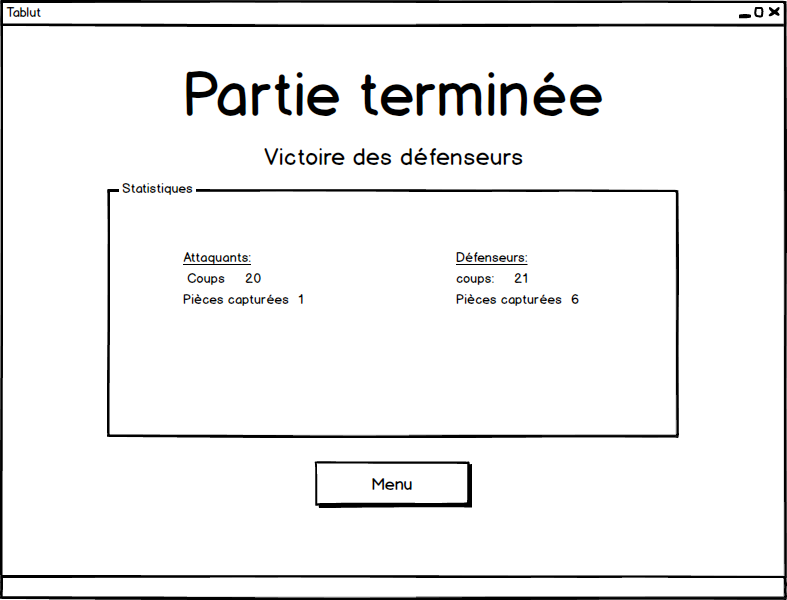 Tablut
Partie terminée
Victoire des défenseurs
Statistiques
Attaquants:
Coups 20
Pièces capturées 1
Défenseurs:
coups: 21
Pièces capturées 6
Menu